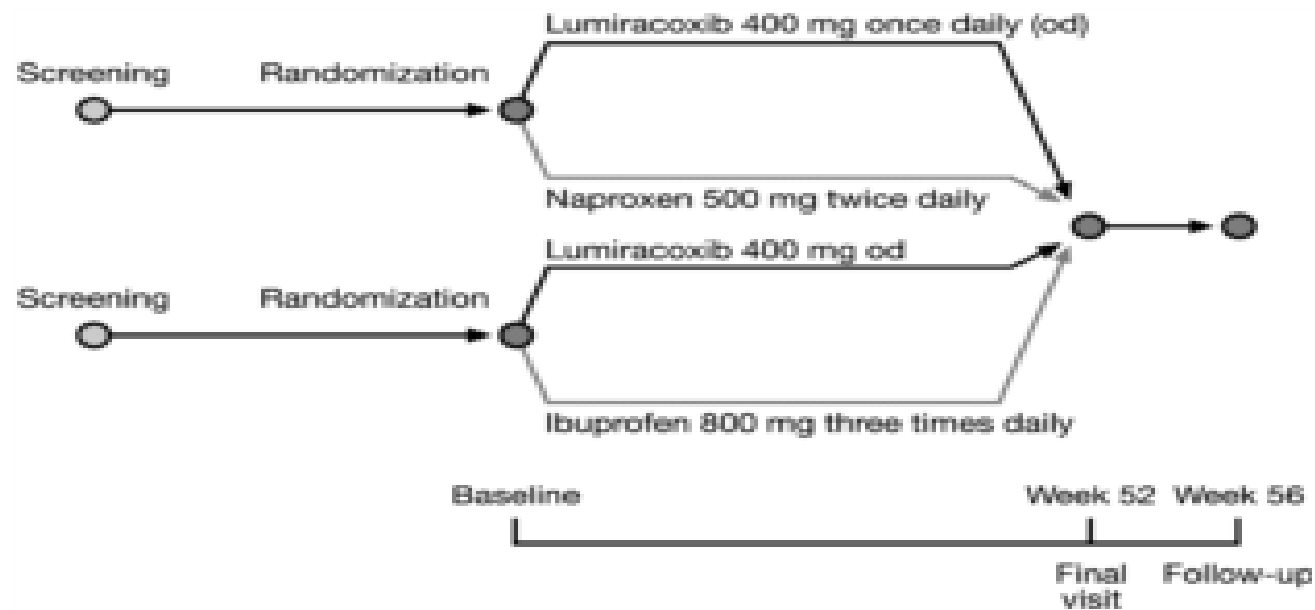 Lumiracoxib 400 mg once daily (od)
Screening
Randomization
Naproxen 500 mg twice daily
Lumiracoxib 400 mg od
Screening
Randomization
Ibuprofen 800 mg three times daily
Baseline
Week 52
Week 56
Final
visit
Follow-up